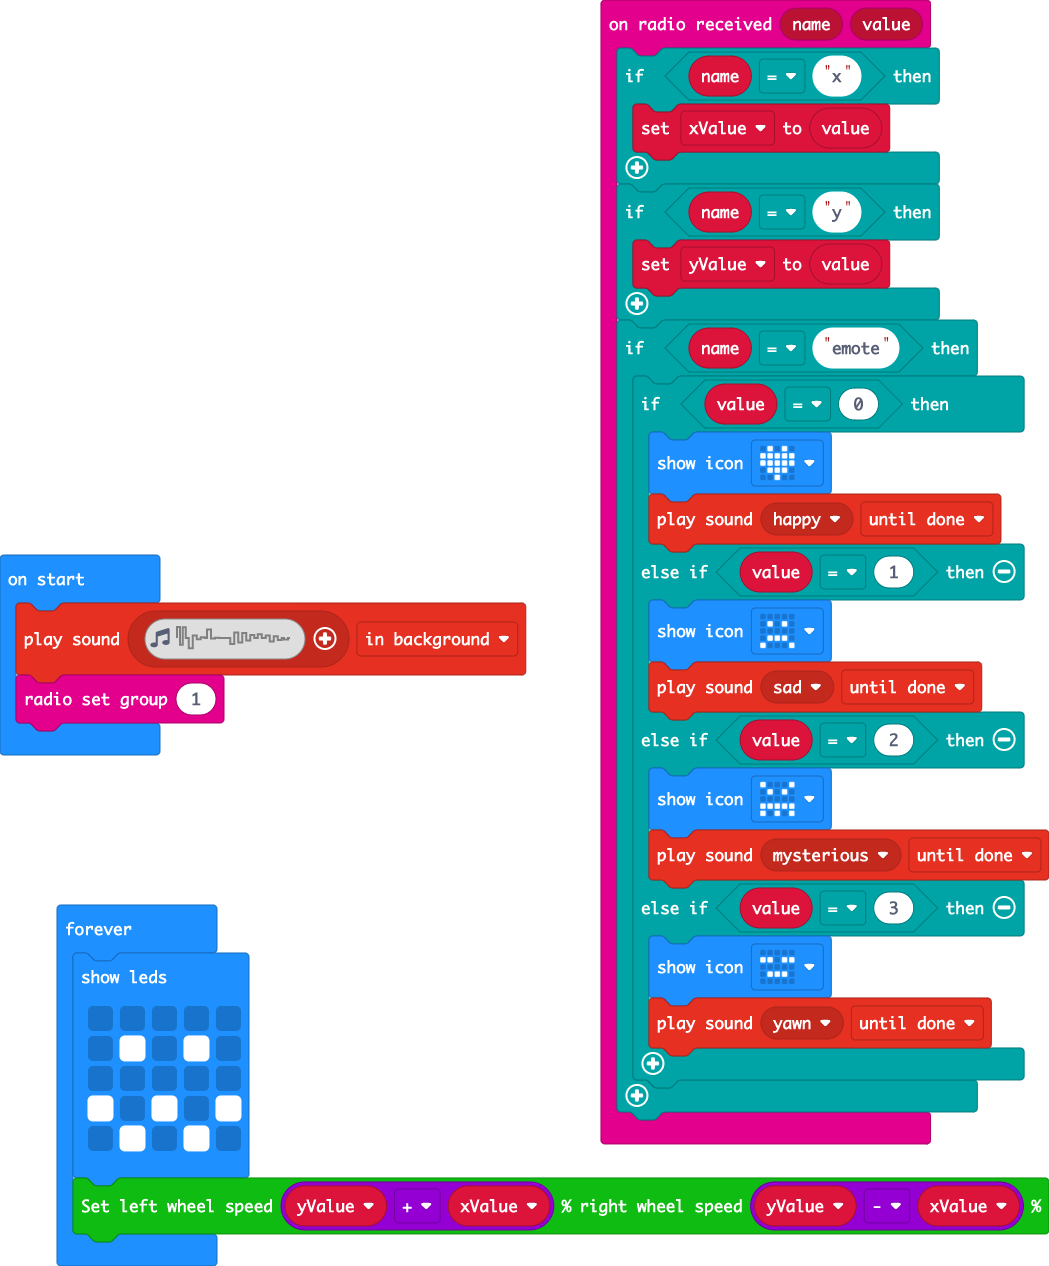 on radio received name value
if name = "x" then
set xValue to value
if name = "y" then
set yValue to value
if name = "emote" then
if value = 0 then
show icon
play sound happy until done
else if value = 1 then
show icon
play sound sad until done
else if value = 2 then
show icon
play sound mysterious until done
else if value = 3 then
show icon
play sound yawn until done
on start
play sound in background
radio set group 1
forever
show leds
Set left wheel speed yValue + xValue % right wheel speed yValue - xValue %